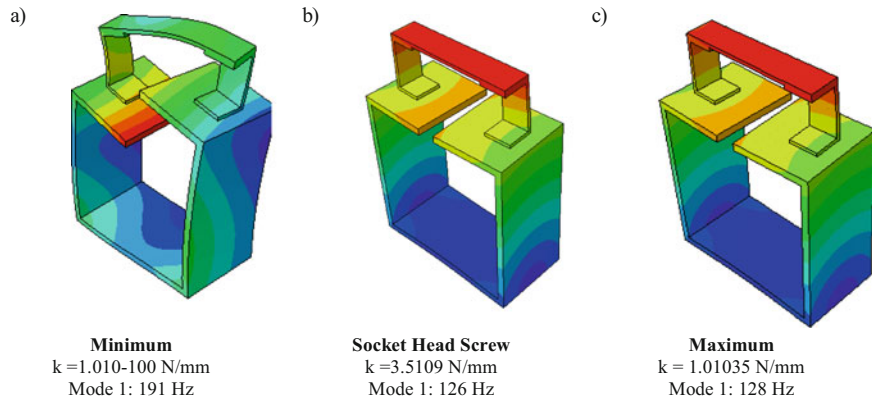 a)
b)
c)
Minimum
k =1.010-100 N/mm
Mode 1: 191 Hz
Socket Head Screw
k =3.5109 N/mm
Mode 1: 126 Hz
Maximum
k = 1.01035 N/mm
Mode 1: 128 Hz